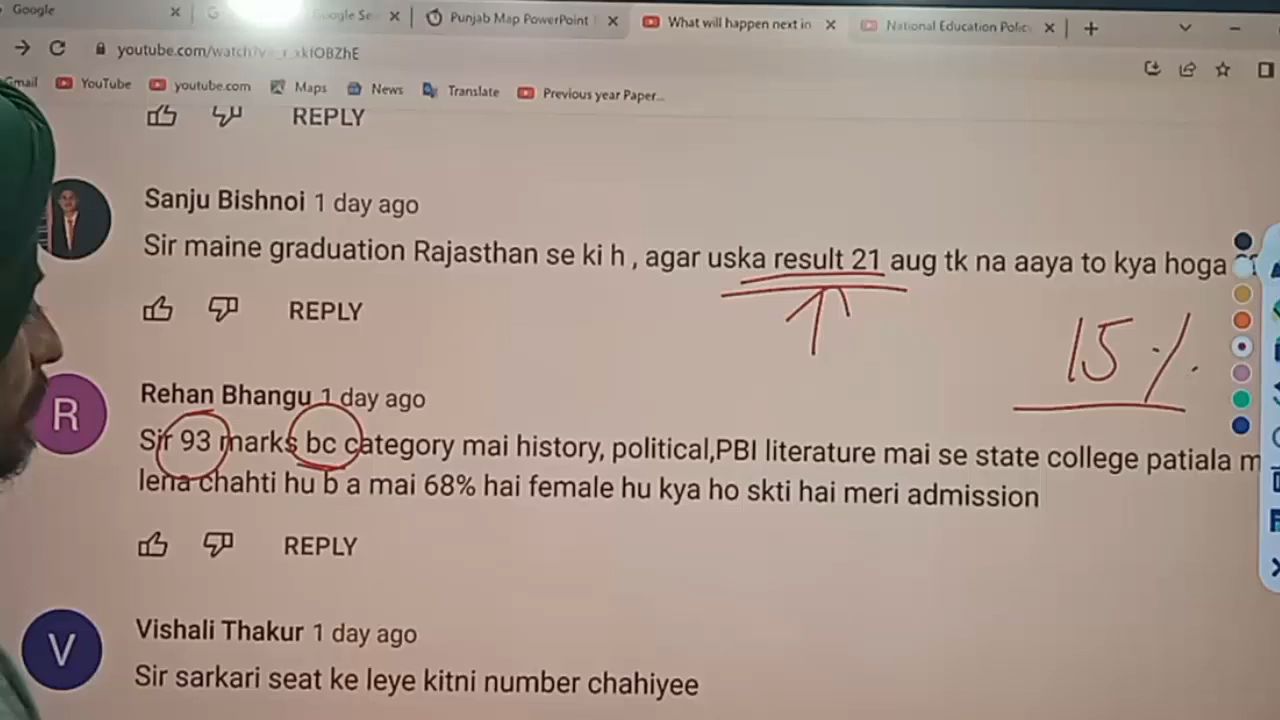 Google
Google Se
Punjab Map PowerPoint
What will happen next in
National Education Polic
youtube.com/watch
Gmail
YouTube
youtube.com
Maps
News
Translate
Previous year Paper...
REPLY
Sanju Bishnoi 1 day ago
Sir maine graduation Rajasthan se ki h , agar uska result 21 aug tk na aaya to kya hoga
REPLY
15%.
R
Rehan Bhangu 1 day ago
Sir 93 marks bc category mai history, political,PBI literature mai se state college patiala m
lena chahti hu b a mai 68% hai female hu kya ho skti hai meri admission
REPLY
V
Vishali Thakur 1 day ago
Sir sarkari seat ke leye kitni number chahiyee